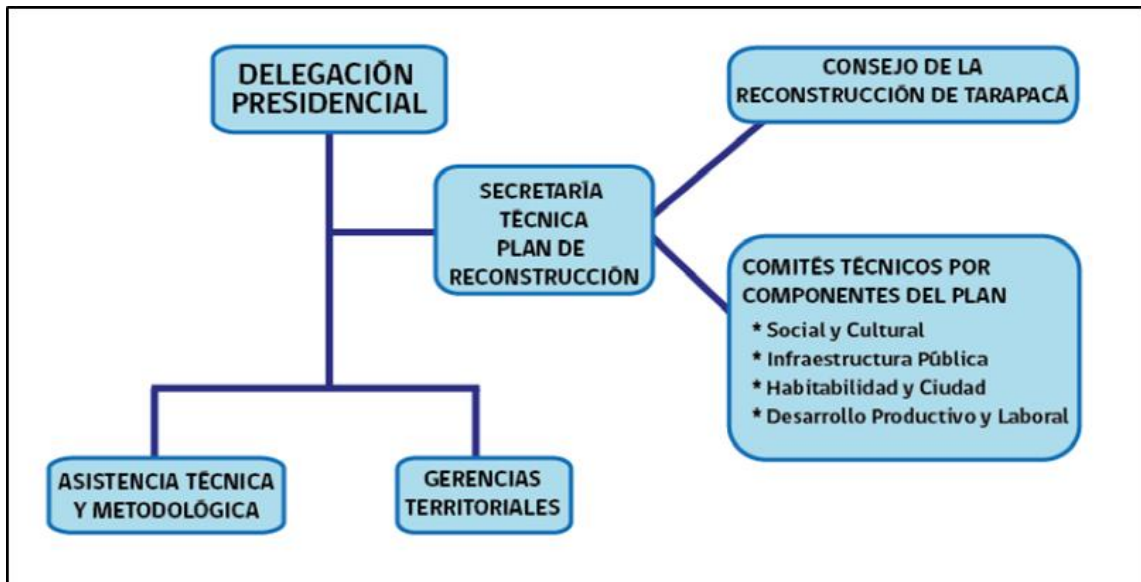 DELEGACIÓN
PRESIDENCIAL
CONSEJO DE LA
RECONSTRUCCIÓN DE TARAPACÁ
SECRETARÍA
TÉCNICA
PLAN DE
RECONSTRUCCIÓN
COMITÉS TÉCNICOS POR
COMPONENTES DEL PLAN
* Social y Cultural
* Infraestructura Pública
* Habitabilidad y Ciudad
* Desarrollo Productivo y Laboral
ASISTENCIA TÉCNICA
Y METODOLÓGICA
GERENCIAS
TERRITORIALES